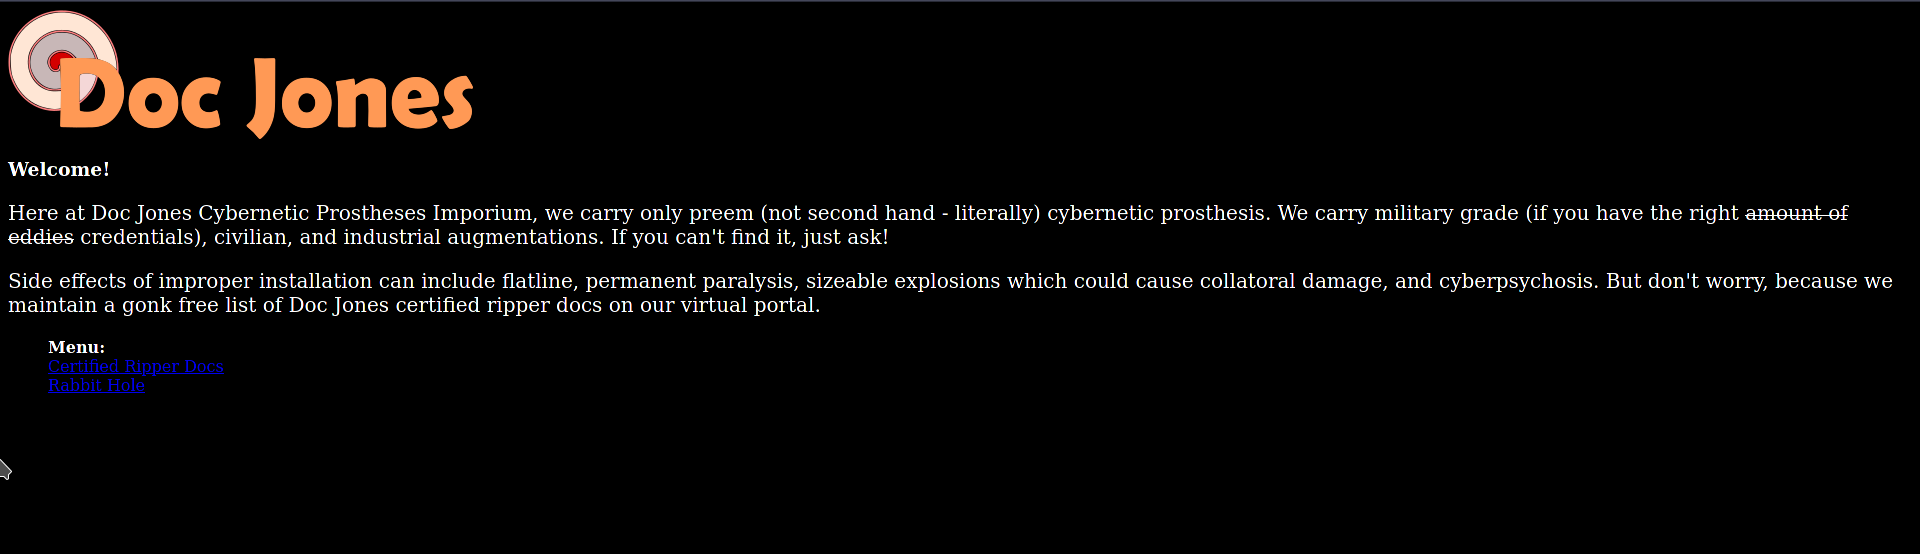 Doc Jones
Welcome!
Here at Doc Jones Cybernetic Prostheses Imporium, we carry only preem (not second hand - literally) cybernetic prosthesis. We carry military grade (if you have the right amount of
eddies credentials), civilian, and industrial augmentations. If you can't find it, just ask!
Side effects of improper installation can include flatline, permanent paralysis, sizeable explosions which could cause collatoral damage, and cyberpsychosis. But don't worry, because we
maintain a gonk free list of Doc Jones certified ripper docs on our virtual portal.
Menu:
Certified Ripper Docs
Rabbit Hole